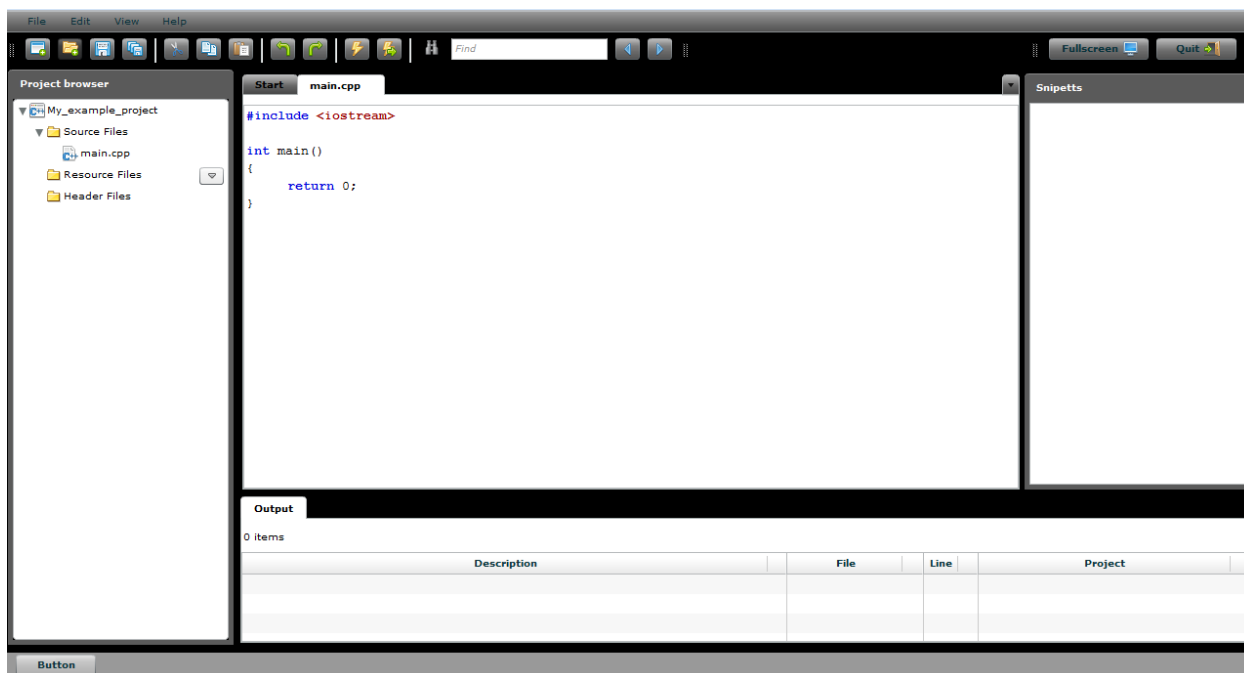 File Edit View Help
Find
Fullscreen
Quit
Project browser
My_example_project
Source Files
C++ main.cpp
Resource Files
Header Files
Start main.cpp
#include <iostream>
int main()
{
return 0;
}
Snipetts
Output
0 items
Description File Line Project
Button